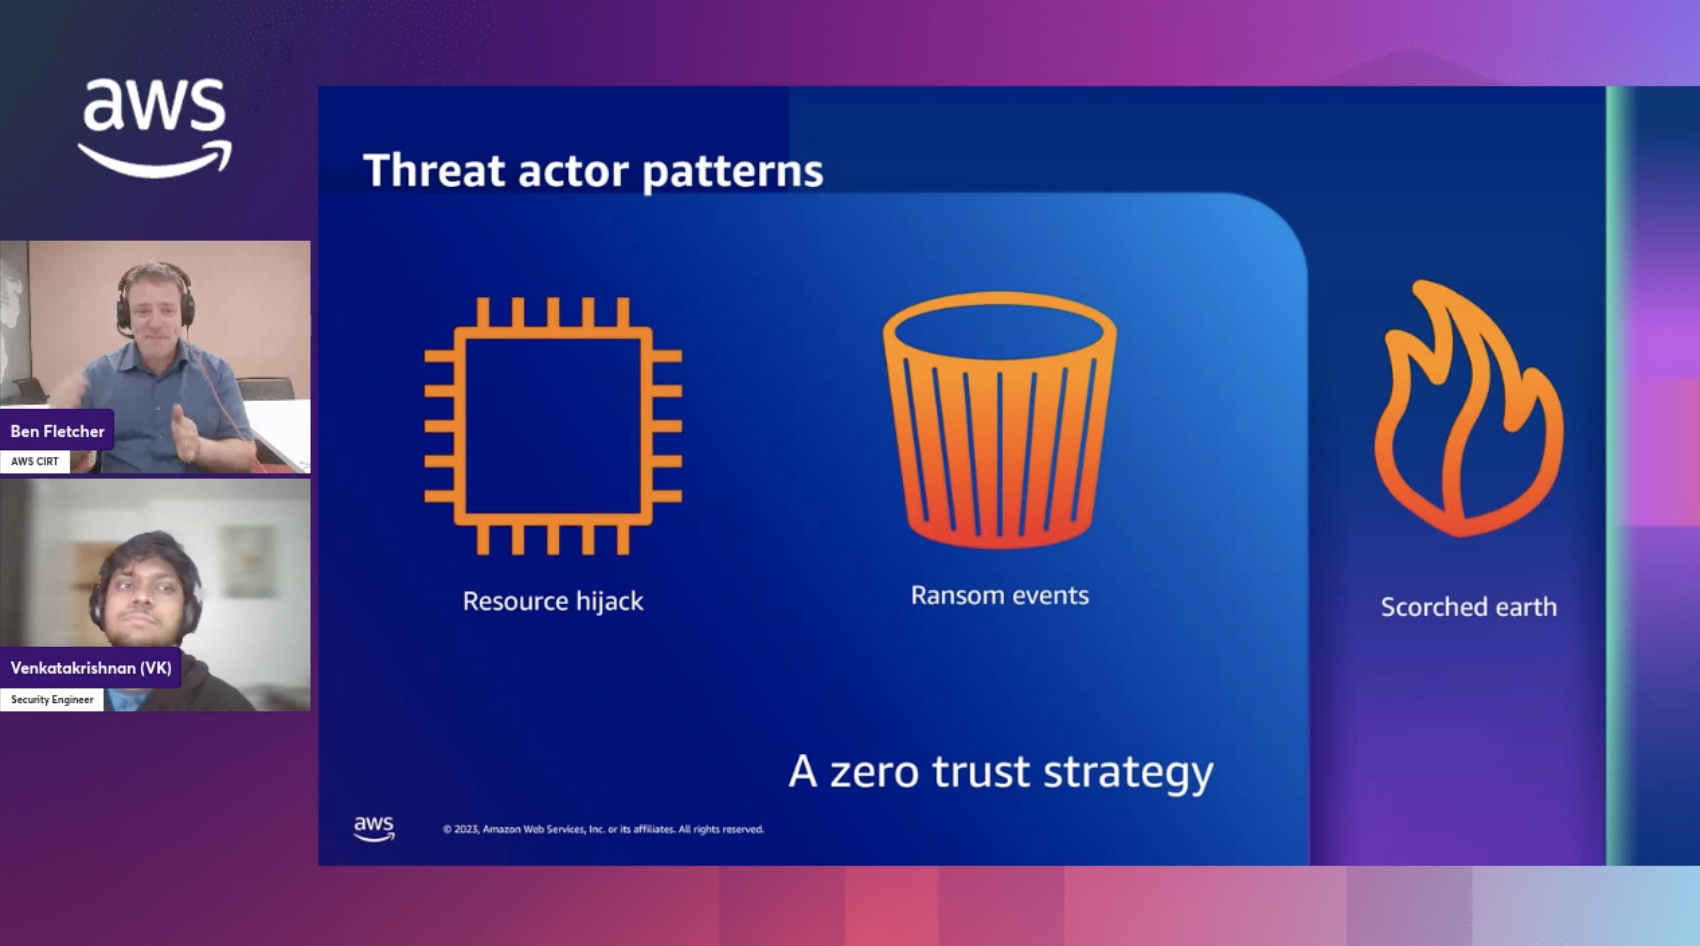 aws
Threat actor patterns
Ben Fletcher
AWS CIRT
Venkatakrishnan (VK)
Security Engineer
Resource hijack
Ransom events
Scorched earth
A zero trust strategy
aws
© 2023, Amazon Web Services, Inc. or its affiliates. All rights reserved.